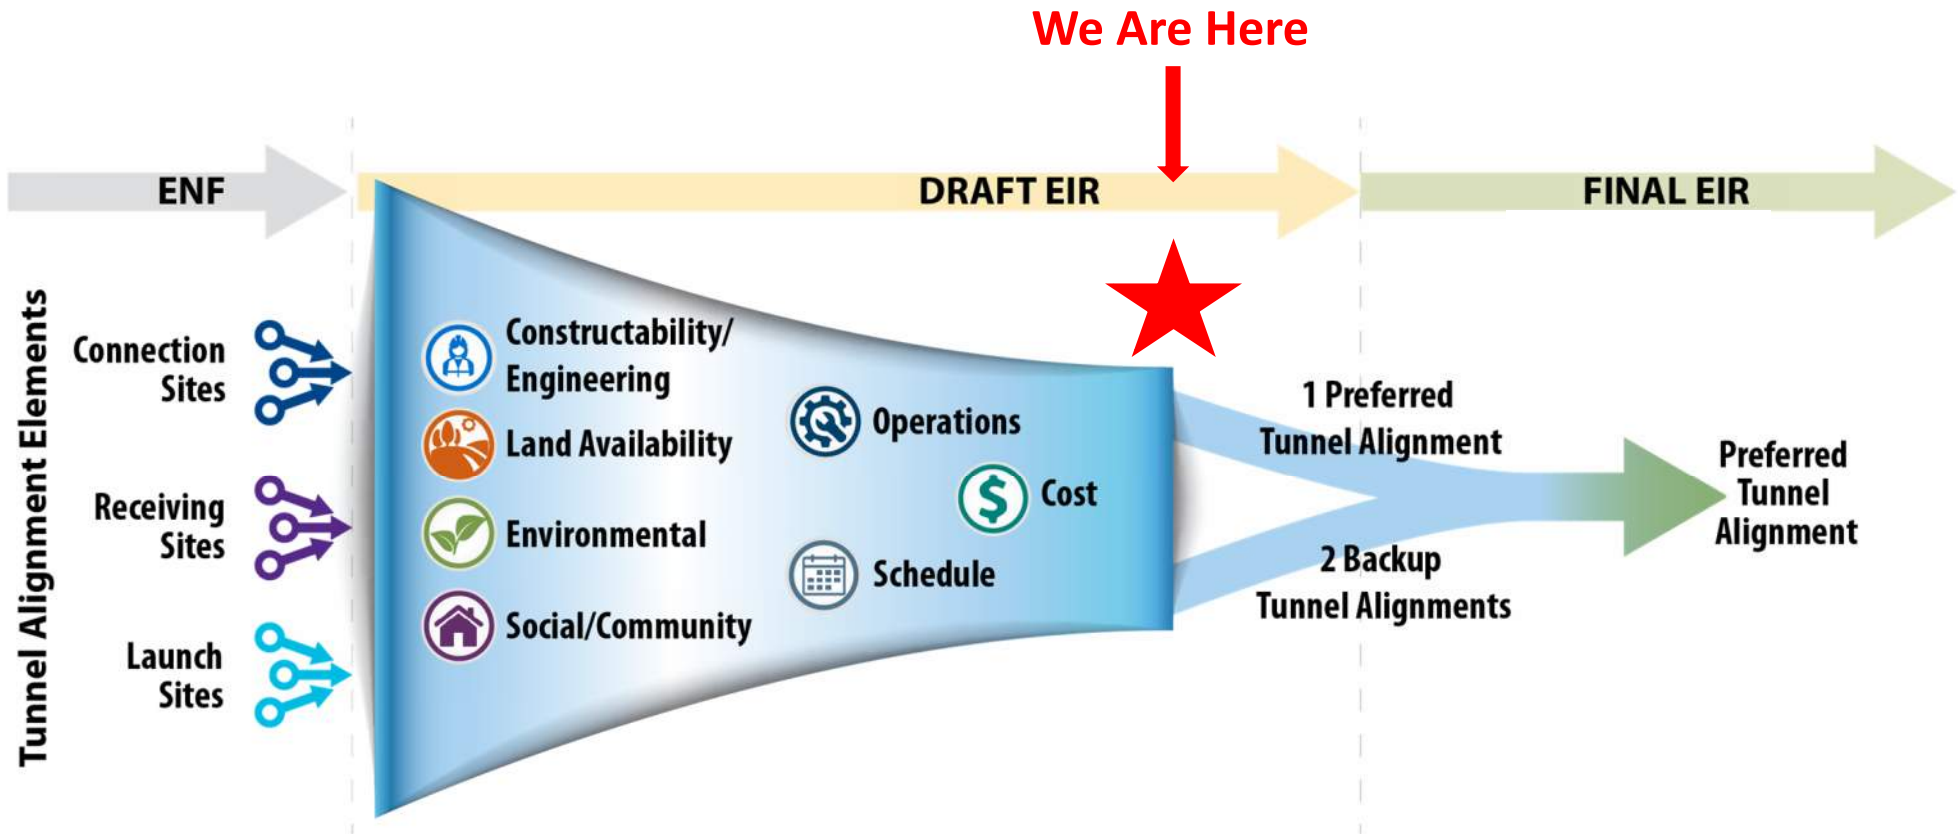 We Are Here
ENF
DRAFT EIR
FINAL EIR
Tunnel Alignment Elements
Connection
Sites
Receiving
Sites
Launch
Sites
Constructability/
Engineering
Land Availability
Environmental
Social/Community
Operations
Cost
Schedule
1 Preferred
Tunnel Alignment
2 Backup
Tunnel Alignments
Preferred
Tunnel
Alignment